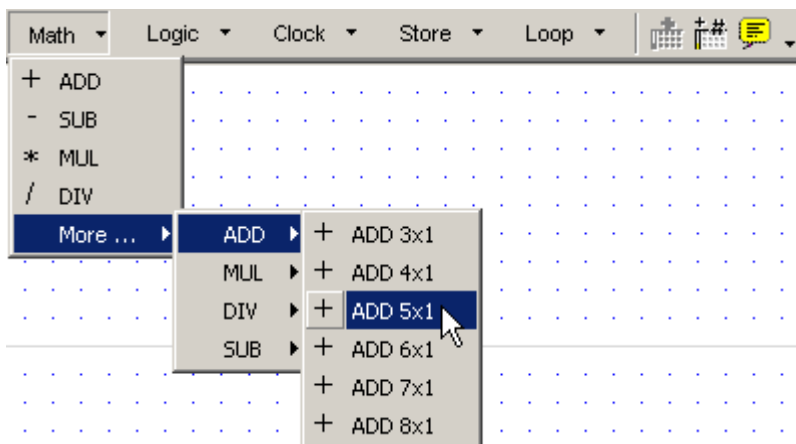 Math Logic Clock Store Loop
+ ADD
- SUB
* MUL
/ DIV
More ...
ADD
MUL
DIV
SUB
+ ADD 3x1
+ ADD 4x1
+ ADD 5x1
+ ADD 6x1
+ ADD 7x1
+ ADD 8x1